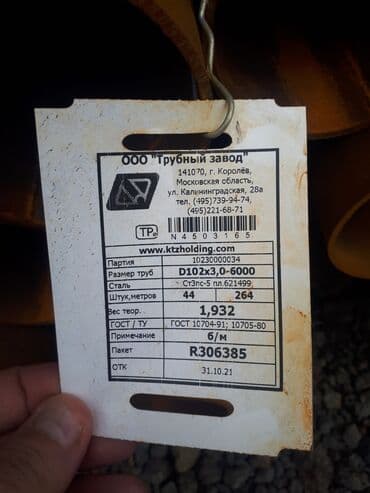 ООО "Трубный завод"
141070, г. Королёв,
Московская область,
ул. Калининградская, 28а
тел. (495)739-94-74,
(495)221-68-71
ТР
N4503165
www.ktzholding.com
Партия 10230000034
Размер труб D102x3,0-6000
Сталь Ст3пс-5 пл.621499
Штук,метров 44 264
Вес теор. 1,932
ГОСТ / ТУ ГОСТ 10704-91; 10705-80
Примечание б/м
Пакет R306385
ОТК 31.10.21